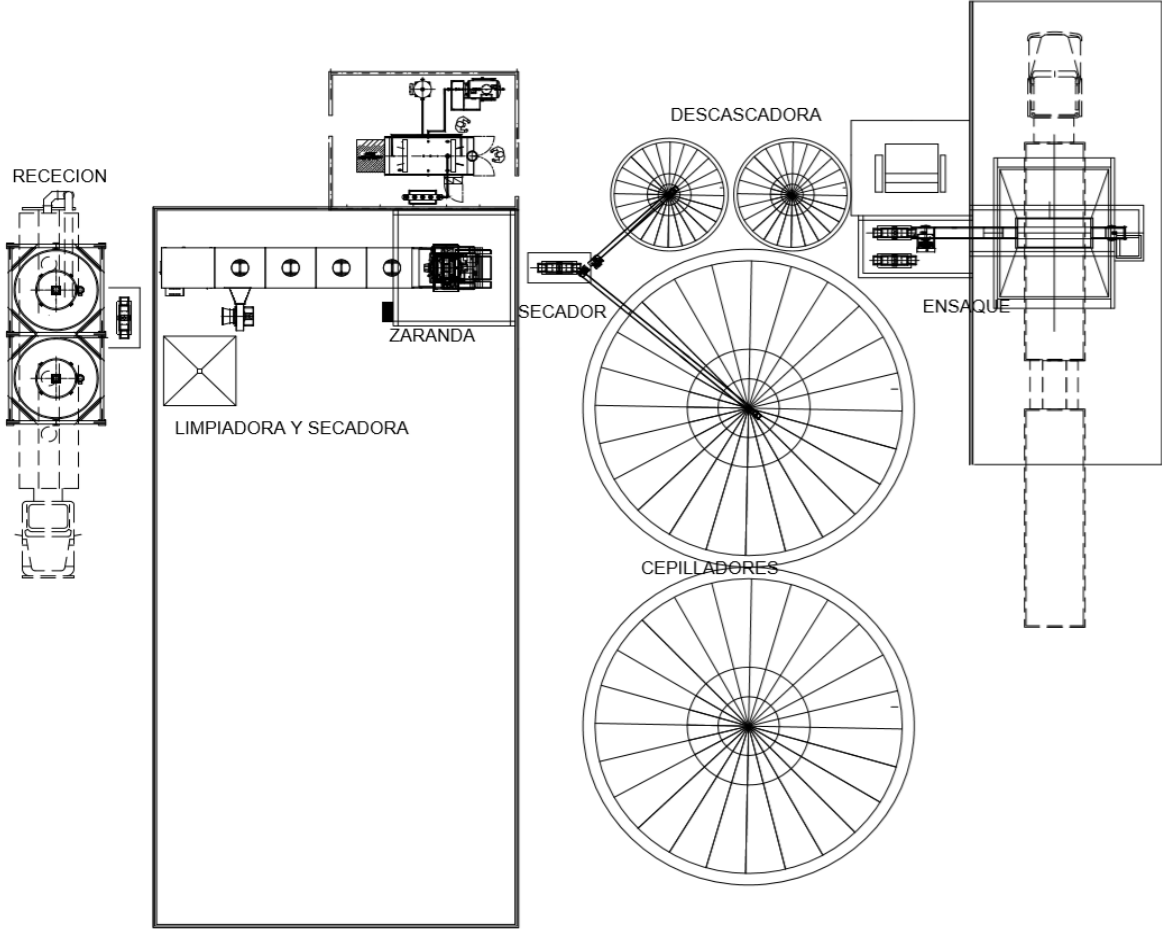 DESCASCADORA
RECECION
ENSAQUE
SECADOR
ZARANDA
LIMPIADORA Y SECADORA
CEPILLADORES